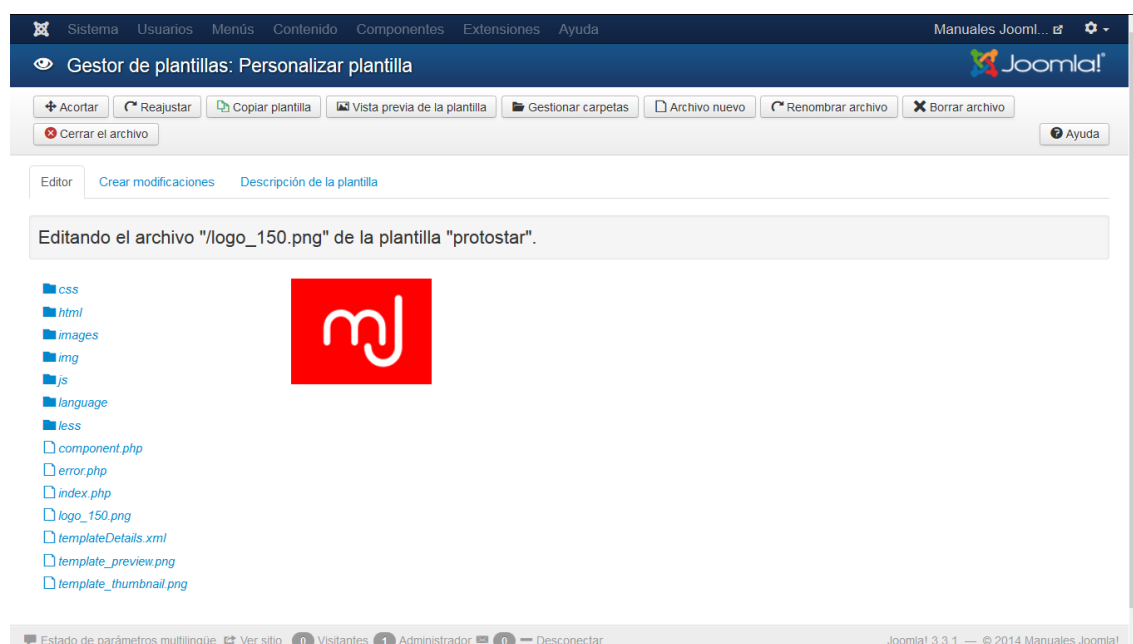 Sistema Usuarios Menús Contenido Componentes Extensiones Ayuda Manuales Jooml...
Gestor de plantillas: Personalizar plantilla Joomla!
Acortar Reajustar Copiar plantilla Vista previa de la plantilla Gestionar carpetas Archivo nuevo Renombrar archivo Borrar archivo
Cerrar el archivo Ayuda
Editor Crear modificaciones Descripción de la plantilla
Editando el archivo "/logo_150.png" de la plantilla "protostar".
css
html
images
img
js
language
less
component.php
error.php
index.php
logo_150.png
templateDetails.xml
template_preview.png
template_thumbnail.png
mJ
Estado de parámetros multilingüe Ver sitio 0 Visitantes 1 Administrador 0 Desconectar Joomla! 3.3.1 — © 2014 Manuales Joomla!